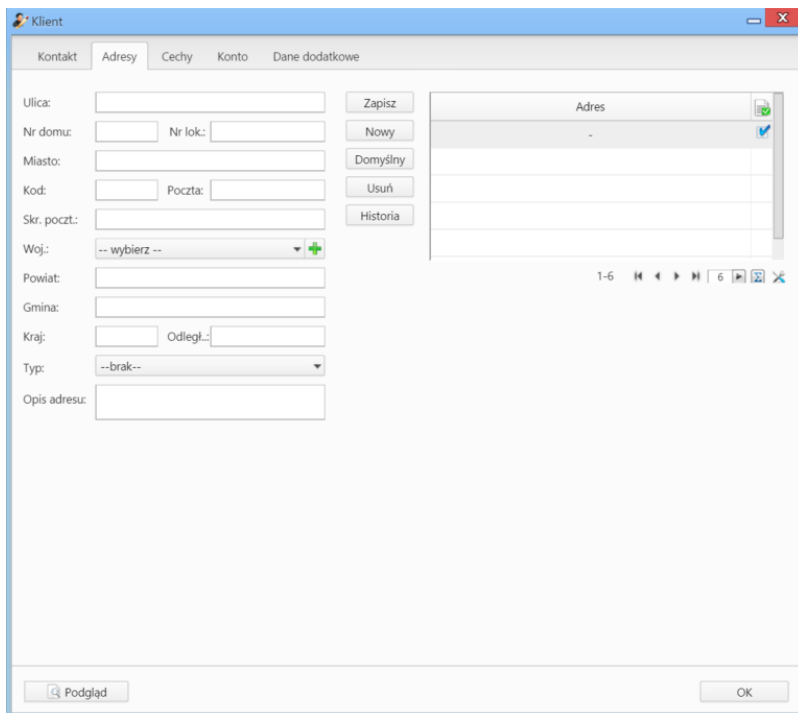 Klient
Kontakt Adresy Cechy Konto Dane dodatkowe
Ulica: Zapisz Adres
Nr domu: Nr lok.: Nowy -
Miasto: Domyślny
Kod: Poczta: Usuń
Skr. poczt.: Historia
Woj.: -- wybierz --
Powiat: 1-6 6
Gmina:
Kraj: Odległ..:
Typ: --brak--
Opis adresu:
Podgląd OK